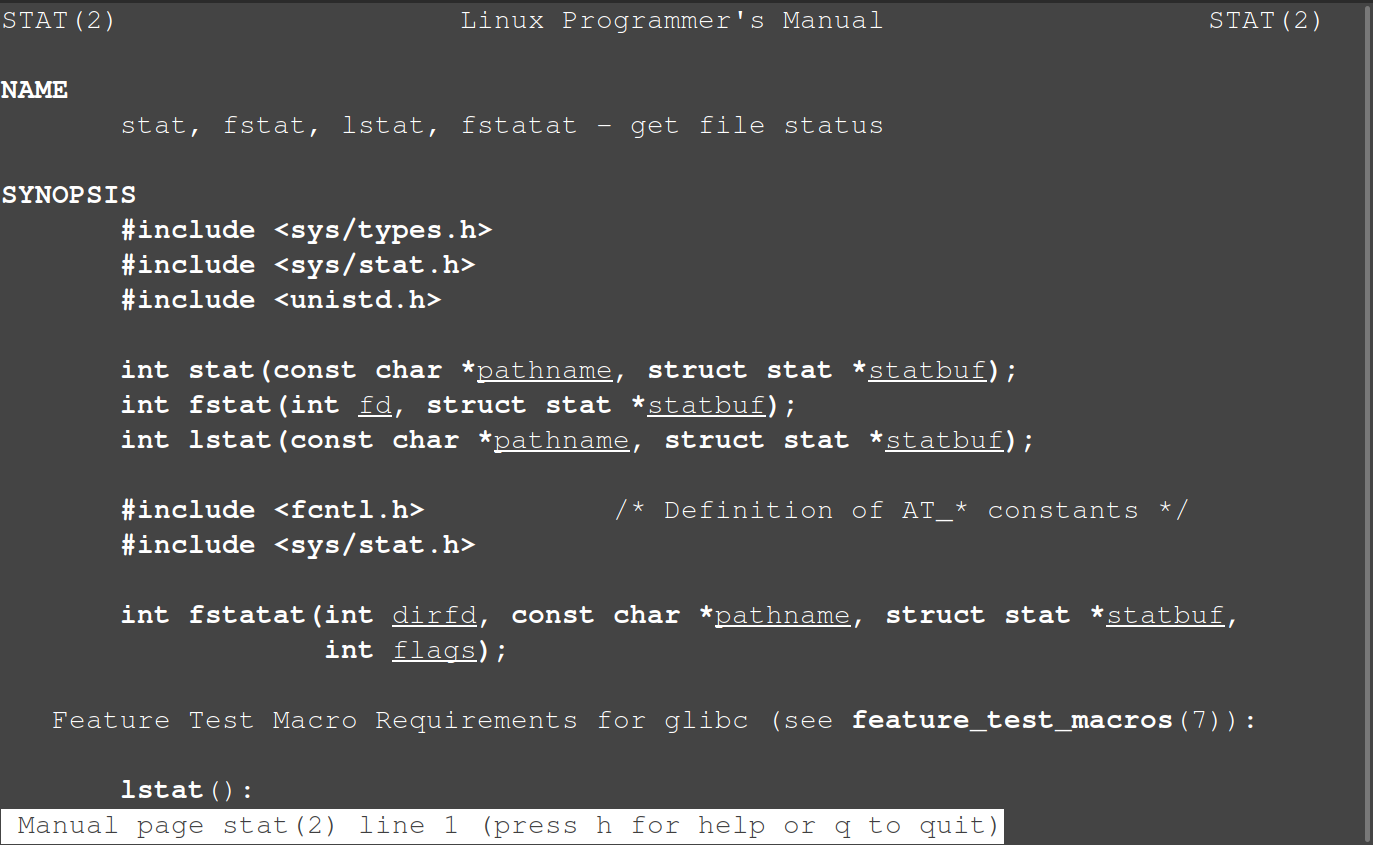 STAT(2) Linux Programmer's Manual STAT(2)
NAME
stat, fstat, lstat, fstatat - get file status
SYNOPSIS
#include <sys/types.h>
#include <sys/stat.h>
#include <unistd.h>
int stat(const char *pathname, struct stat *statbuf);
int fstat(int fd, struct stat *statbuf);
int lstat(const char *pathname, struct stat *statbuf);
#include <fcntl.h> /* Definition of AT_* constants */
#include <sys/stat.h>
int fstatat(int dirfd, const char *pathname, struct stat *statbuf,
int flags);
Feature Test Macro Requirements for glibc (see feature_test_macros(7)):
lstat():
Manual page stat(2) line 1 (press h for help or q to quit)